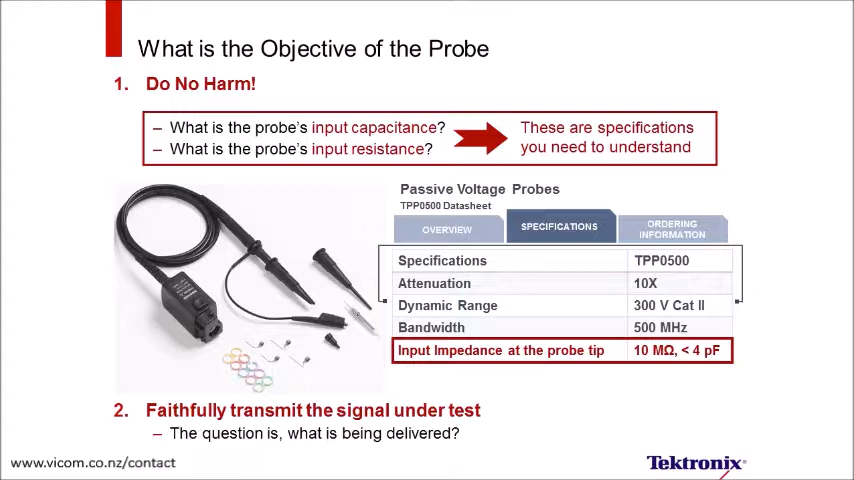 What is the Objective of the Probe
1. Do No Harm!
– What is the probe's input capacitance?
– What is the probe's input resistance?
These are specifications
you need to understand
Passive Voltage Probes
TPP0500 Datasheet
OVERVIEW
SPECIFICATIONS
ORDERING
INFORMATION
Specifications TPP0500
Attenuation 10X
Dynamic Range 300 V Cat II
Bandwidth 500 MHz
Input Impedance at the probe tip 10 MΩ, < 4 pF
2. Faithfully transmit the signal under test
– The question is, what is being delivered?
www.vicom.co.nz/contact
Tektronix®